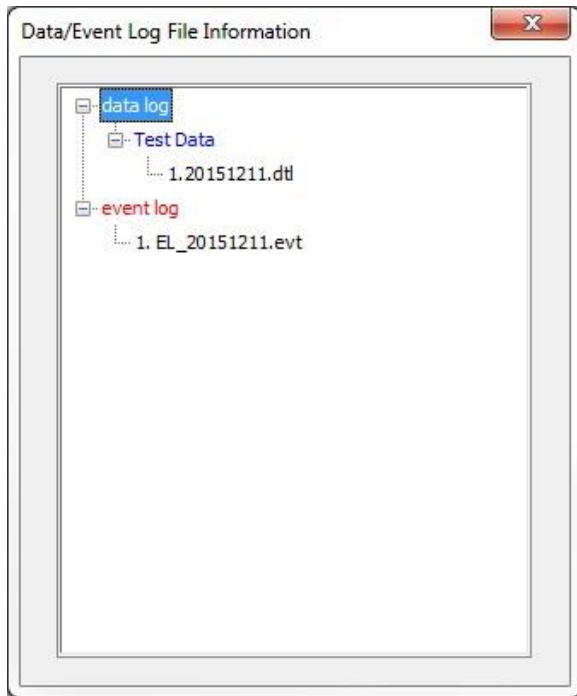 Data/Event Log File Information
data log
Test Data
1.20151211.dtl
event log
1. EL_20151211.evt